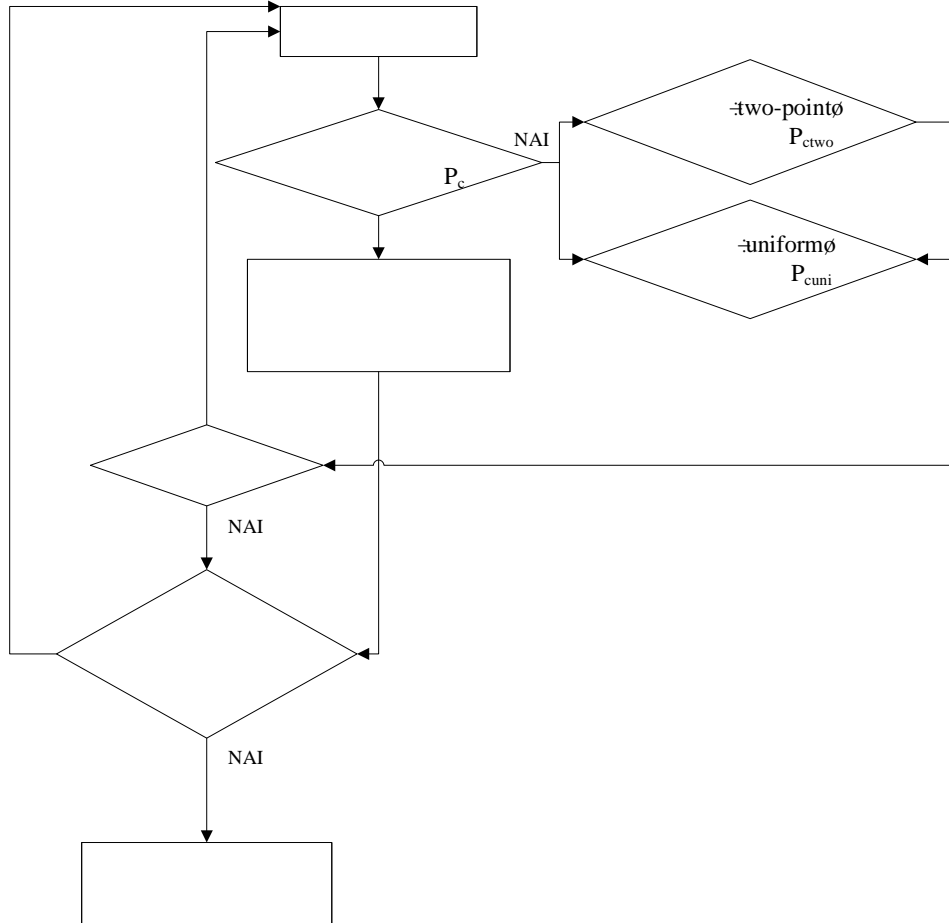 ÷two-pointø
P_ctwo
NAI
P_c
÷uniformø
P_cuni
NAI
NAI